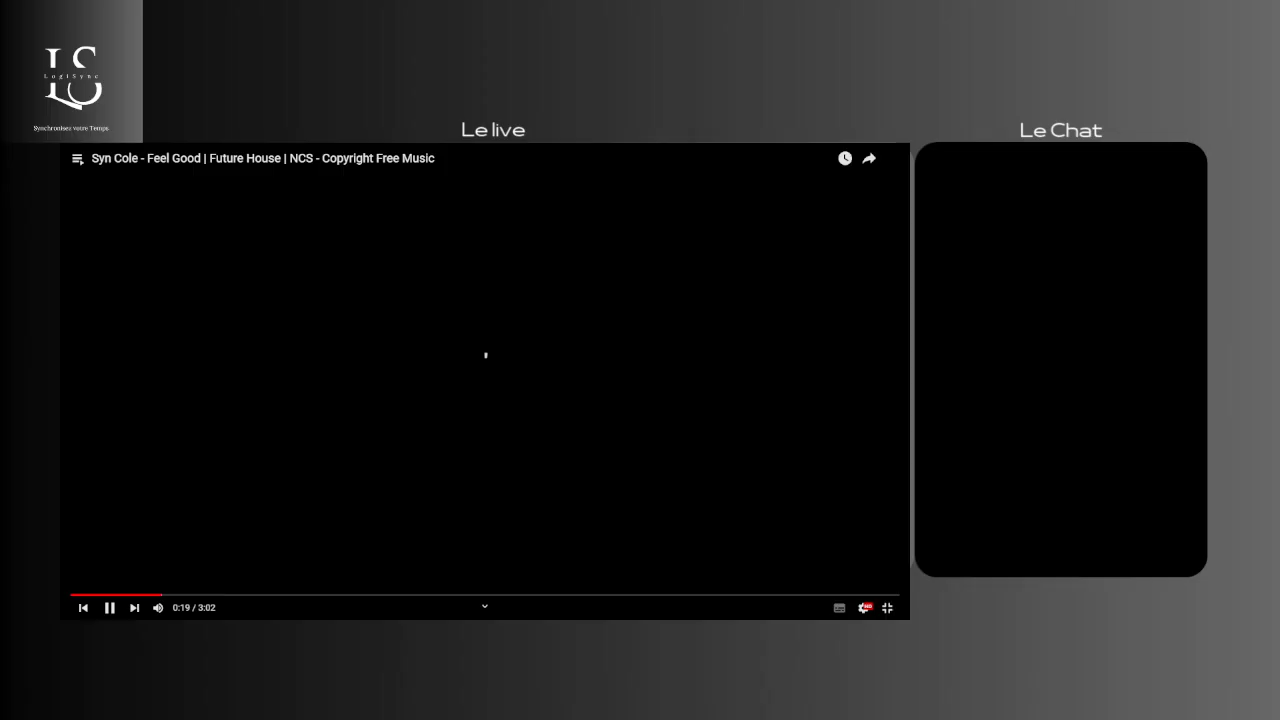 LS
LogiSync
Synchronisez votre Temps
Le live
Le Chat
Syn Cole - Feel Good | Future House | NCS - Copyright Free Music
0:19 / 3:02
HD